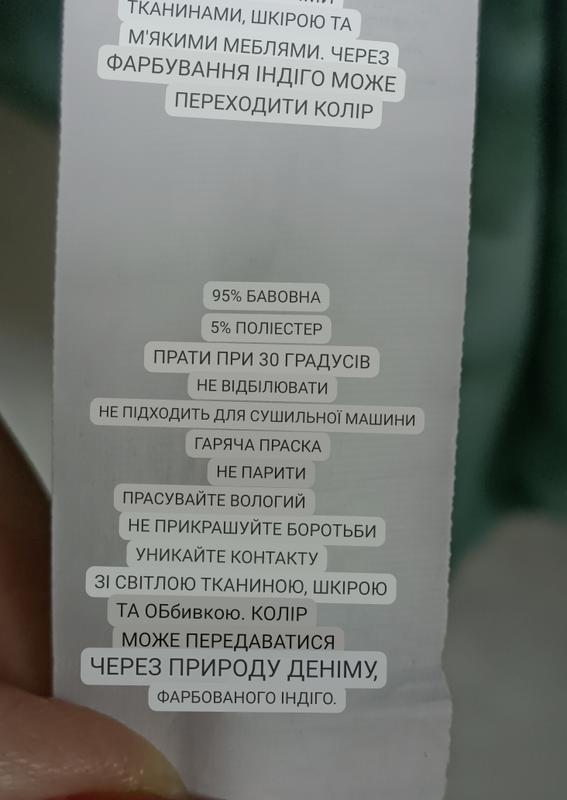 ТКАНИНАМИ, ШКІРОЮ ТА
М'ЯКИМИ МЕБЛЯМИ. ЧЕРЕЗ
ФАРБУВАННЯ ІНДІГО МОЖЕ
ПЕРЕХОДИТИ КОЛІР
95% БАВОВНА
5% ПОЛІЕСТЕР
ПРАТИ ПРИ 30 ГРАДУСІВ
НЕ ВІДБІЛЮВАТИ
НЕ ПІДХОДИТЬ ДЛЯ СУШИЛЬНОЇ МАШИНИ
ГАРЯЧА ПРАСКА
НЕ ПАРИТИ
ПРАСУВАЙТЕ ВОЛОГИЙ
НЕ ПРИКРАШУЙТЕ БОРОТЬБИ
УНИКАЙТЕ КОНТАКТУ
ЗІ СВІТЛОЮ ТКАНИНОЮ, ШКІРОЮ
ТА ОБбИВКОЮ. КОЛІР
МОЖЕ ПЕРЕДАВАТИСЯ
ЧЕРЕЗ ПРИРОДУ ДЕНІМУ,
ФАРБОВАНОГО ІНДІГО.